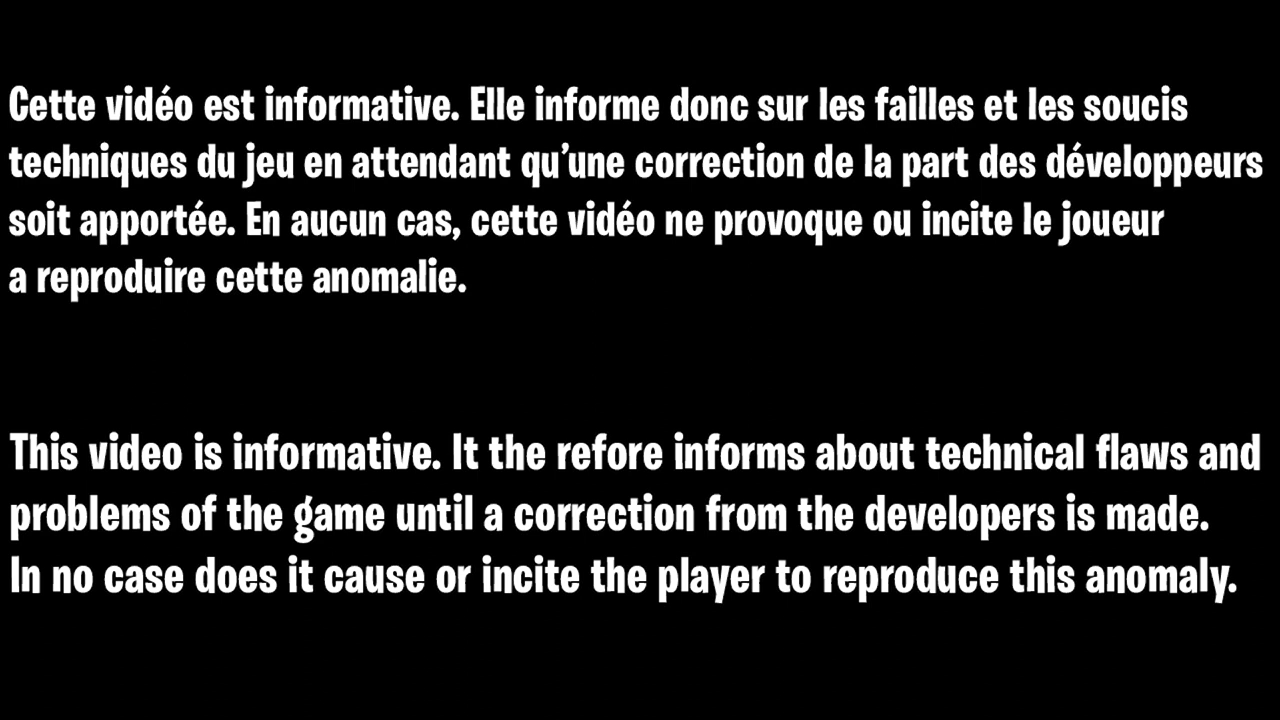 Cette vidéo est informative. Elle informe donc sur les failles et les soucis
techniques du jeu en attendant qu’une correction de la part des développeurs
soit apportée. En aucun cas, cette vidéo ne provoque ou incite le joueur
a reproduire cette anomalie.
This video is informative. It the refore informs about technical flaws and
problems of the game until a correction from the developers is made.
In no case does it cause or incite the player to reproduce this anomaly.